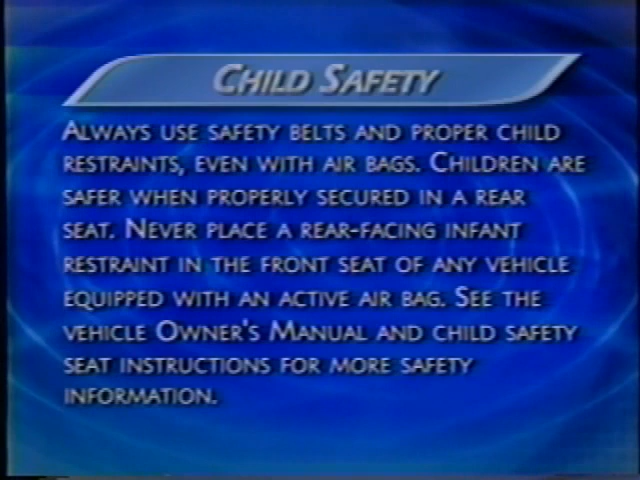 CHILD SAFETY
ALWAYS USE SAFETY BELTS AND PROPER CHILD
RESTRAINTS, EVEN WITH AIR BAGS. CHILDREN ARE
SAFER WHEN PROPERLY SECURED IN A REAR
SEAT. NEVER PLACE A REAR-FACING INFANT
RESTRAINT IN THE FRONT SEAT OF ANY VEHICLE
EQUIPPED WITH AN ACTIVE AIR BAG. SEE THE
VEHICLE OWNER'S MANUAL AND CHILD SAFETY
SEAT INSTRUCTIONS FOR MORE SAFETY
INFORMATION.